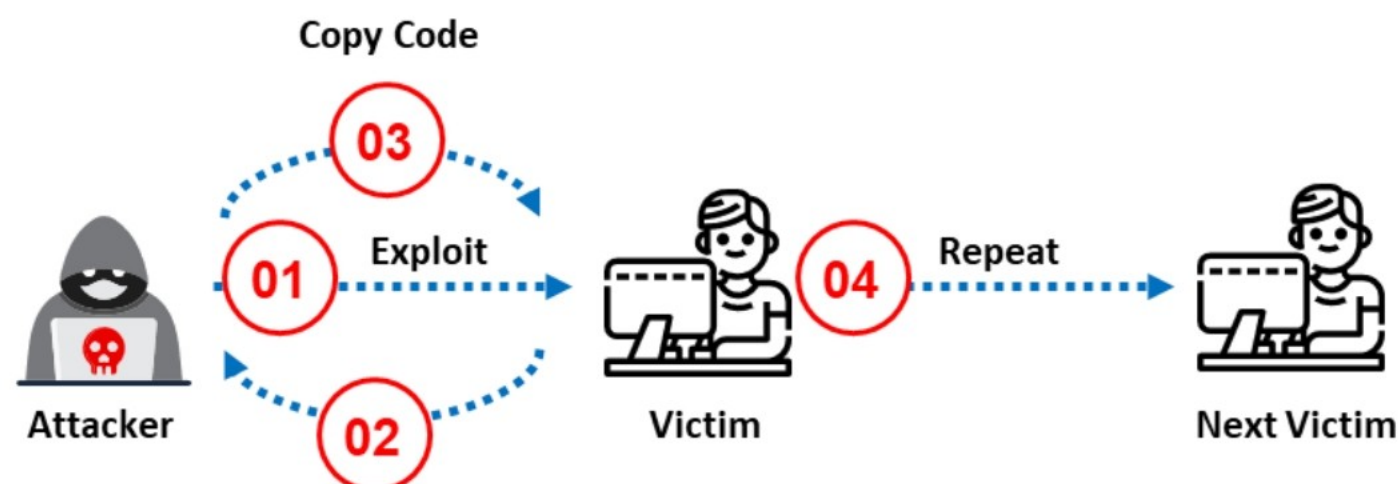 Copy Code
03
01
Exploit
04
Repeat
02
Attacker
Victim
Next Victim